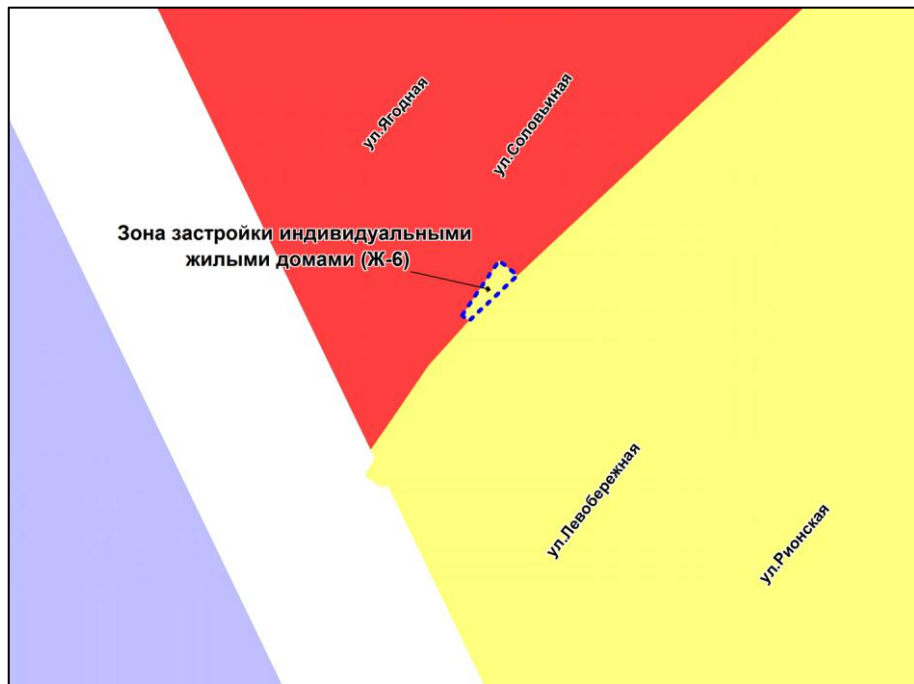 ул.Ягодная
ул.Соловьиная
Зона застройки индивидуальными
жилыми домами (Ж-6)
ул.Левобережная
ул.Рионская